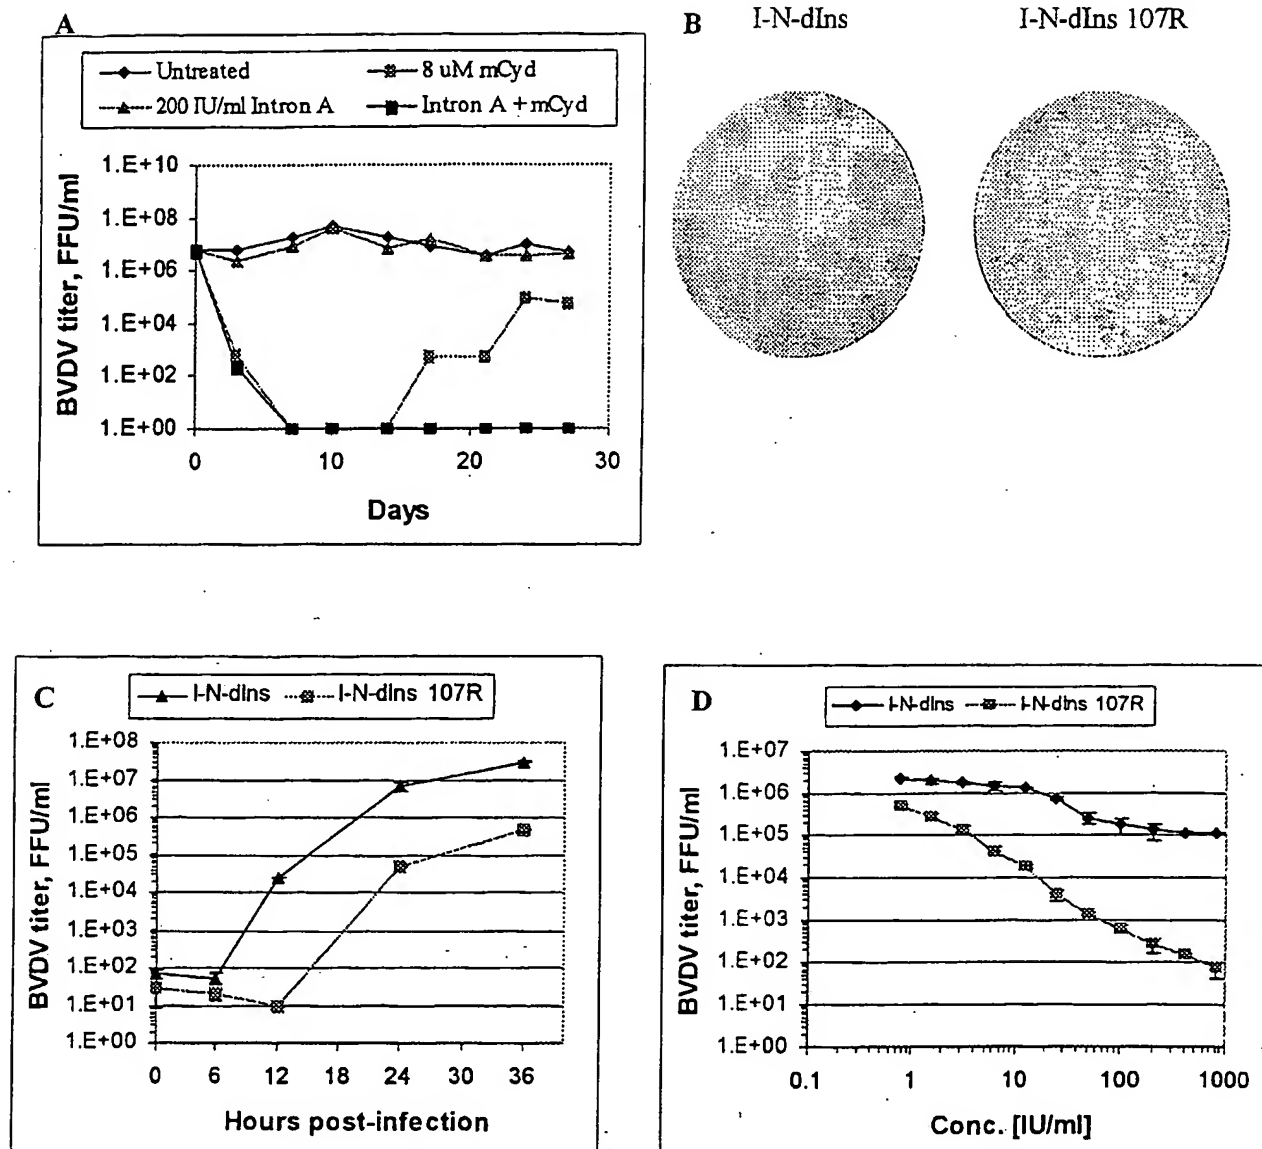 A
Untreated
8 uM mCyd
200 IU/ml Intron A
Intron A + mCyd
BVDV titer, FFU/ml
1.E+10
1.E+08
1.E+06
1.E+04
1.E+02
1.E+00
0 10 20 30
Days
B
I-N-dIns
I-N-dIns 107R
C
I-N-dIns
I-N-dIns 107R
BVDV titer, FFU/ml
1.E+08
1.E+07
1.E+06
1.E+05
1.E+04
1.E+03
1.E+02
1.E+01
1.E+00
0 6 12 18 24 30 36
Hours post-infection
D
I-N-dIns
I-N-dIns 107R
BVDV titer, FFU/ml
1.E+07
1.E+06
1.E+05
1.E+04
1.E+03
1.E+02
1.E+01
1.E+00
0.1 1 10 100 1000
Conc. [IU/ml]